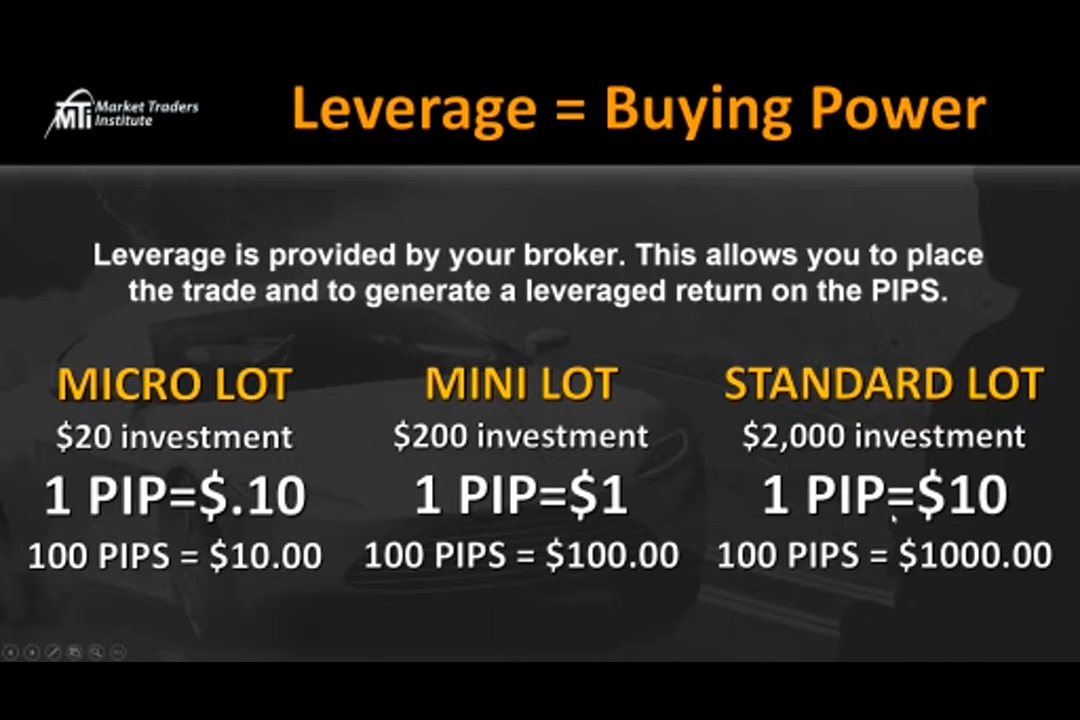 MTI Market Traders
Institute
Leverage = Buying Power
Leverage is provided by your broker. This allows you to place
the trade and to generate a leveraged return on the PIPS.
MICRO LOT
$20 investment
1 PIP=$.10
100 PIPS = $10.00
MINI LOT
$200 investment
1 PIP=$1
100 PIPS = $100.00
STANDARD LOT
$2,000 investment
1 PIP=$10
100 PIPS = $1000.00